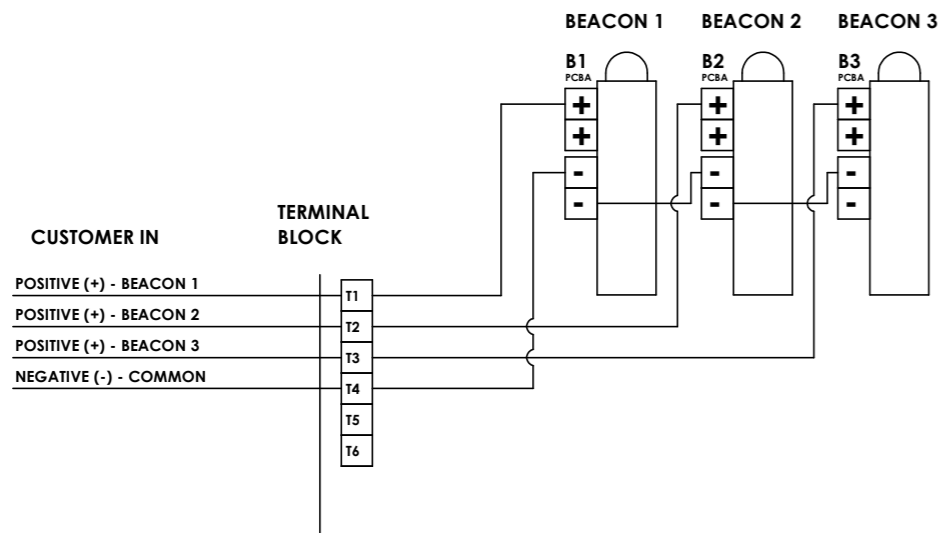 BEACON 1 BEACON 2 BEACON 3
B1 B2 B3
PCBA PCBA PCBA
+ + +
+ + +
- - -
- - -
TERMINAL
BLOCK
CUSTOMER IN
POSITIVE (+) - BEACON 1
T1
POSITIVE (+) - BEACON 2
T2
POSITIVE (+) - BEACON 3
T3
NEGATIVE (-) - COMMON
T4
T5
T6